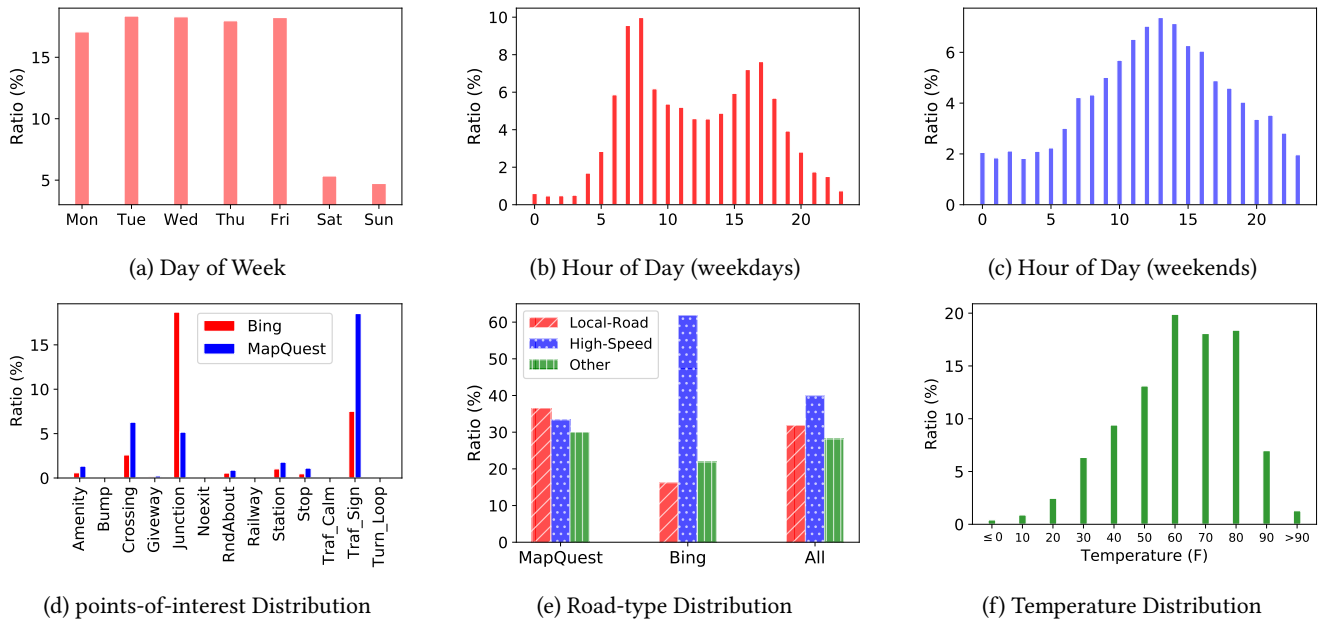 Ratio (%)
15
10
5
Mon Tue Wed Thu Fri Sat Sun
(a) Day of Week
Ratio (%)
10
8
6
4
2
0
0 5 10 15 20
(b) Hour of Day (weekdays)
Ratio (%)
6
4
2
0
0 5 10 15 20
(c) Hour of Day (weekends)
Ratio (%)
15
10
5
0
Bing
MapQuest
Amenity
Bump
Crossing
Giveway
Junction
Noexit
RndAbout
Railway
Station
Stop
Traf_Calm
Traf_Sign
Turn_Loop
(d) points-of-interest Distribution
Ratio (%)
60
50
40
30
20
10
0
Local-Road
High-Speed
Other
MapQuest Bing All
(e) Road-type Distribution
Ratio (%)
20
15
10
5
0
≤0 10 20 30 40 50 60 70 80 90 >90
Temperature (F)
(f) Temperature Distribution